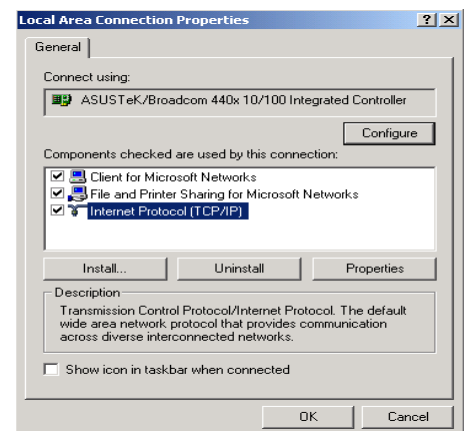 Local Area Connection Properties
General
Connect using:
ASUSTeK/Broadcom 440x 10/100 Integrated Controller
Configure
Components checked are used by this connection:
Client for Microsoft Networks
File and Printer Sharing for Microsoft Networks
Internet Protocol (TCP/IP)
Install... Uninstall Properties
Description
Transmission Control Protocol/Internet Protocol. The default
wide area network protocol that provides communication
across diverse interconnected networks.
Show icon in taskbar when connected
OK Cancel